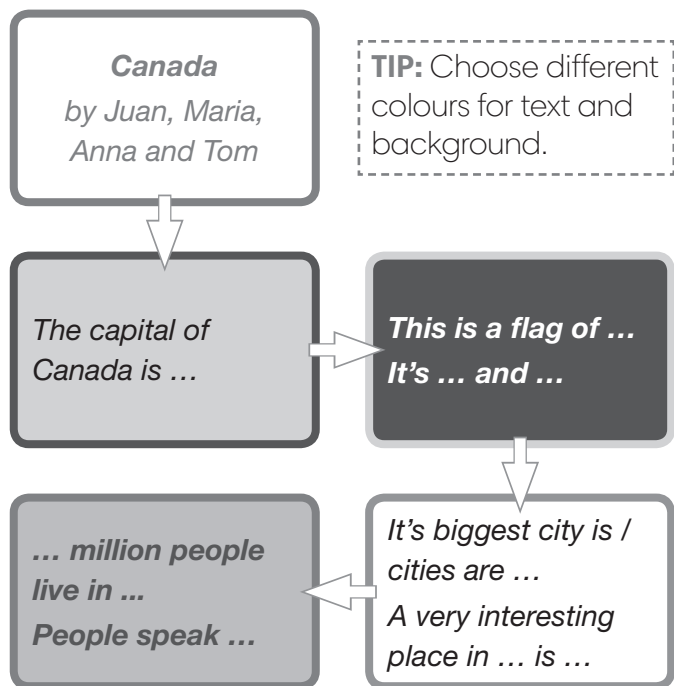 Canada
by Juan, Maria,
Anna and Tom
TIP: Choose different
colours for text and
background.
The capital of
Canada is …
This is a flag of …
It's … and …
It's biggest city is /
cities are …
A very interesting
place in … is …
… million people
live in ...
People speak …